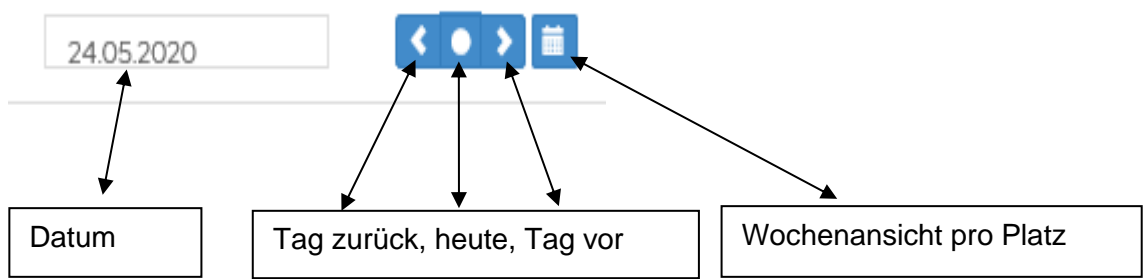 24.05.2020
Datum
Tag zurück, heute, Tag vor
Wochenansicht pro Platz